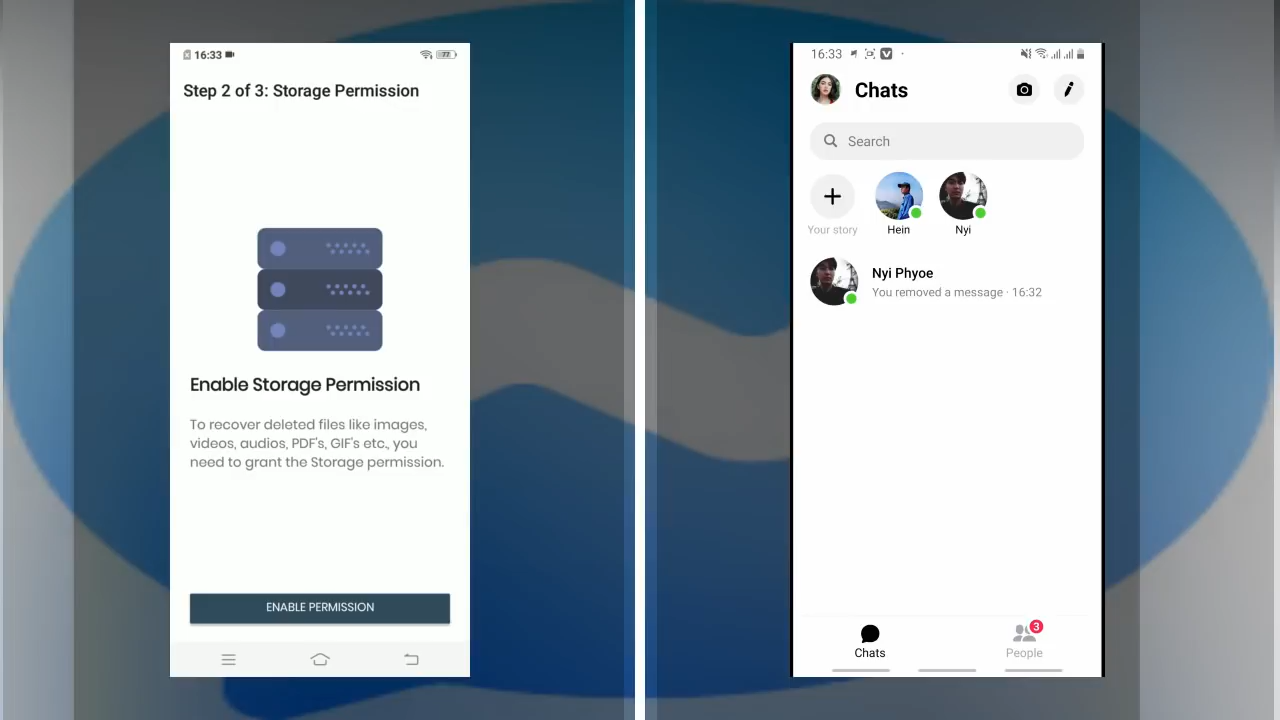 16:33
77
Step 2 of 3: Storage Permission
Enable Storage Permission
To recover deleted files like images,
videos, audios, PDF's, GIF's etc., you
need to grant the Storage permission.
ENABLE PERMISSION
16:33
Chats
Search
Your story
Hein
Nyi
Nyi Phyoe
You removed a message · 16:32
3
Chats
People